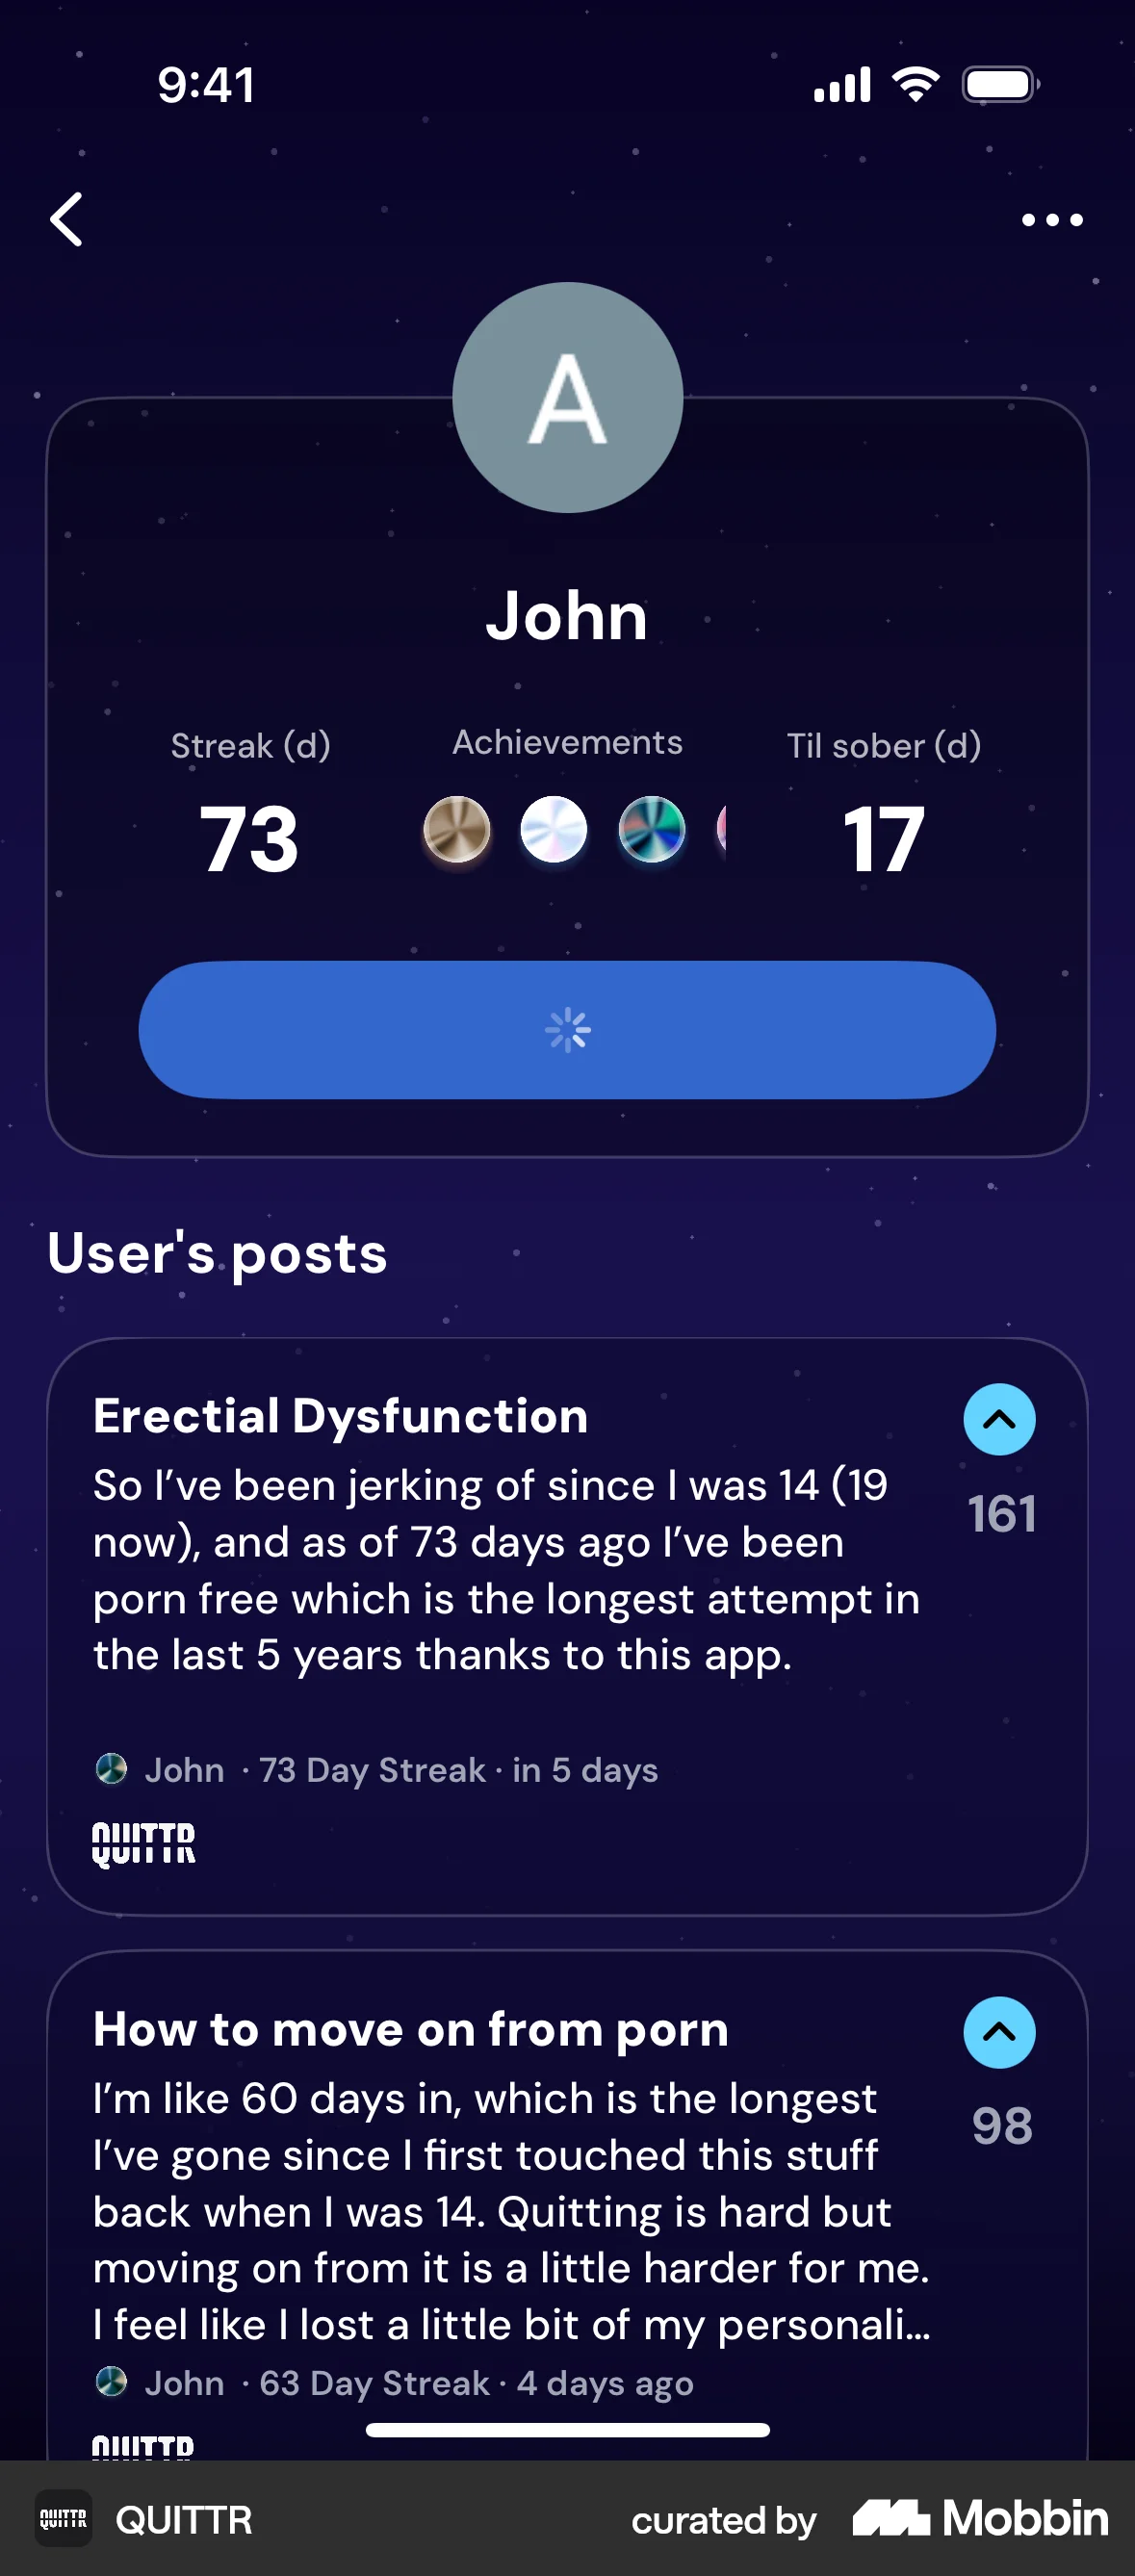 9:41
A
John
Streak (d)
Achievements
Til sober (d)
73
17
User's posts
Erectial Dysfunction
So I've been jerking of since I was 14 (19
now), and as of 73 days ago I've been
porn free which is the longest attempt in
the last 5 years thanks to this app.
161
John · 73 Day Streak · in 5 days
QUITTR
How to move on from porn
I'm like 60 days in, which is the longest
I've gone since I first touched this stuff
back when I was 14. Quitting is hard but
moving on from it is a little harder for me.
I feel like I lost a little bit of my personali...
98
John · 63 Day Streak · 4 days ago
QUITTR
QUITTR QUITTR
curated by Mobbin